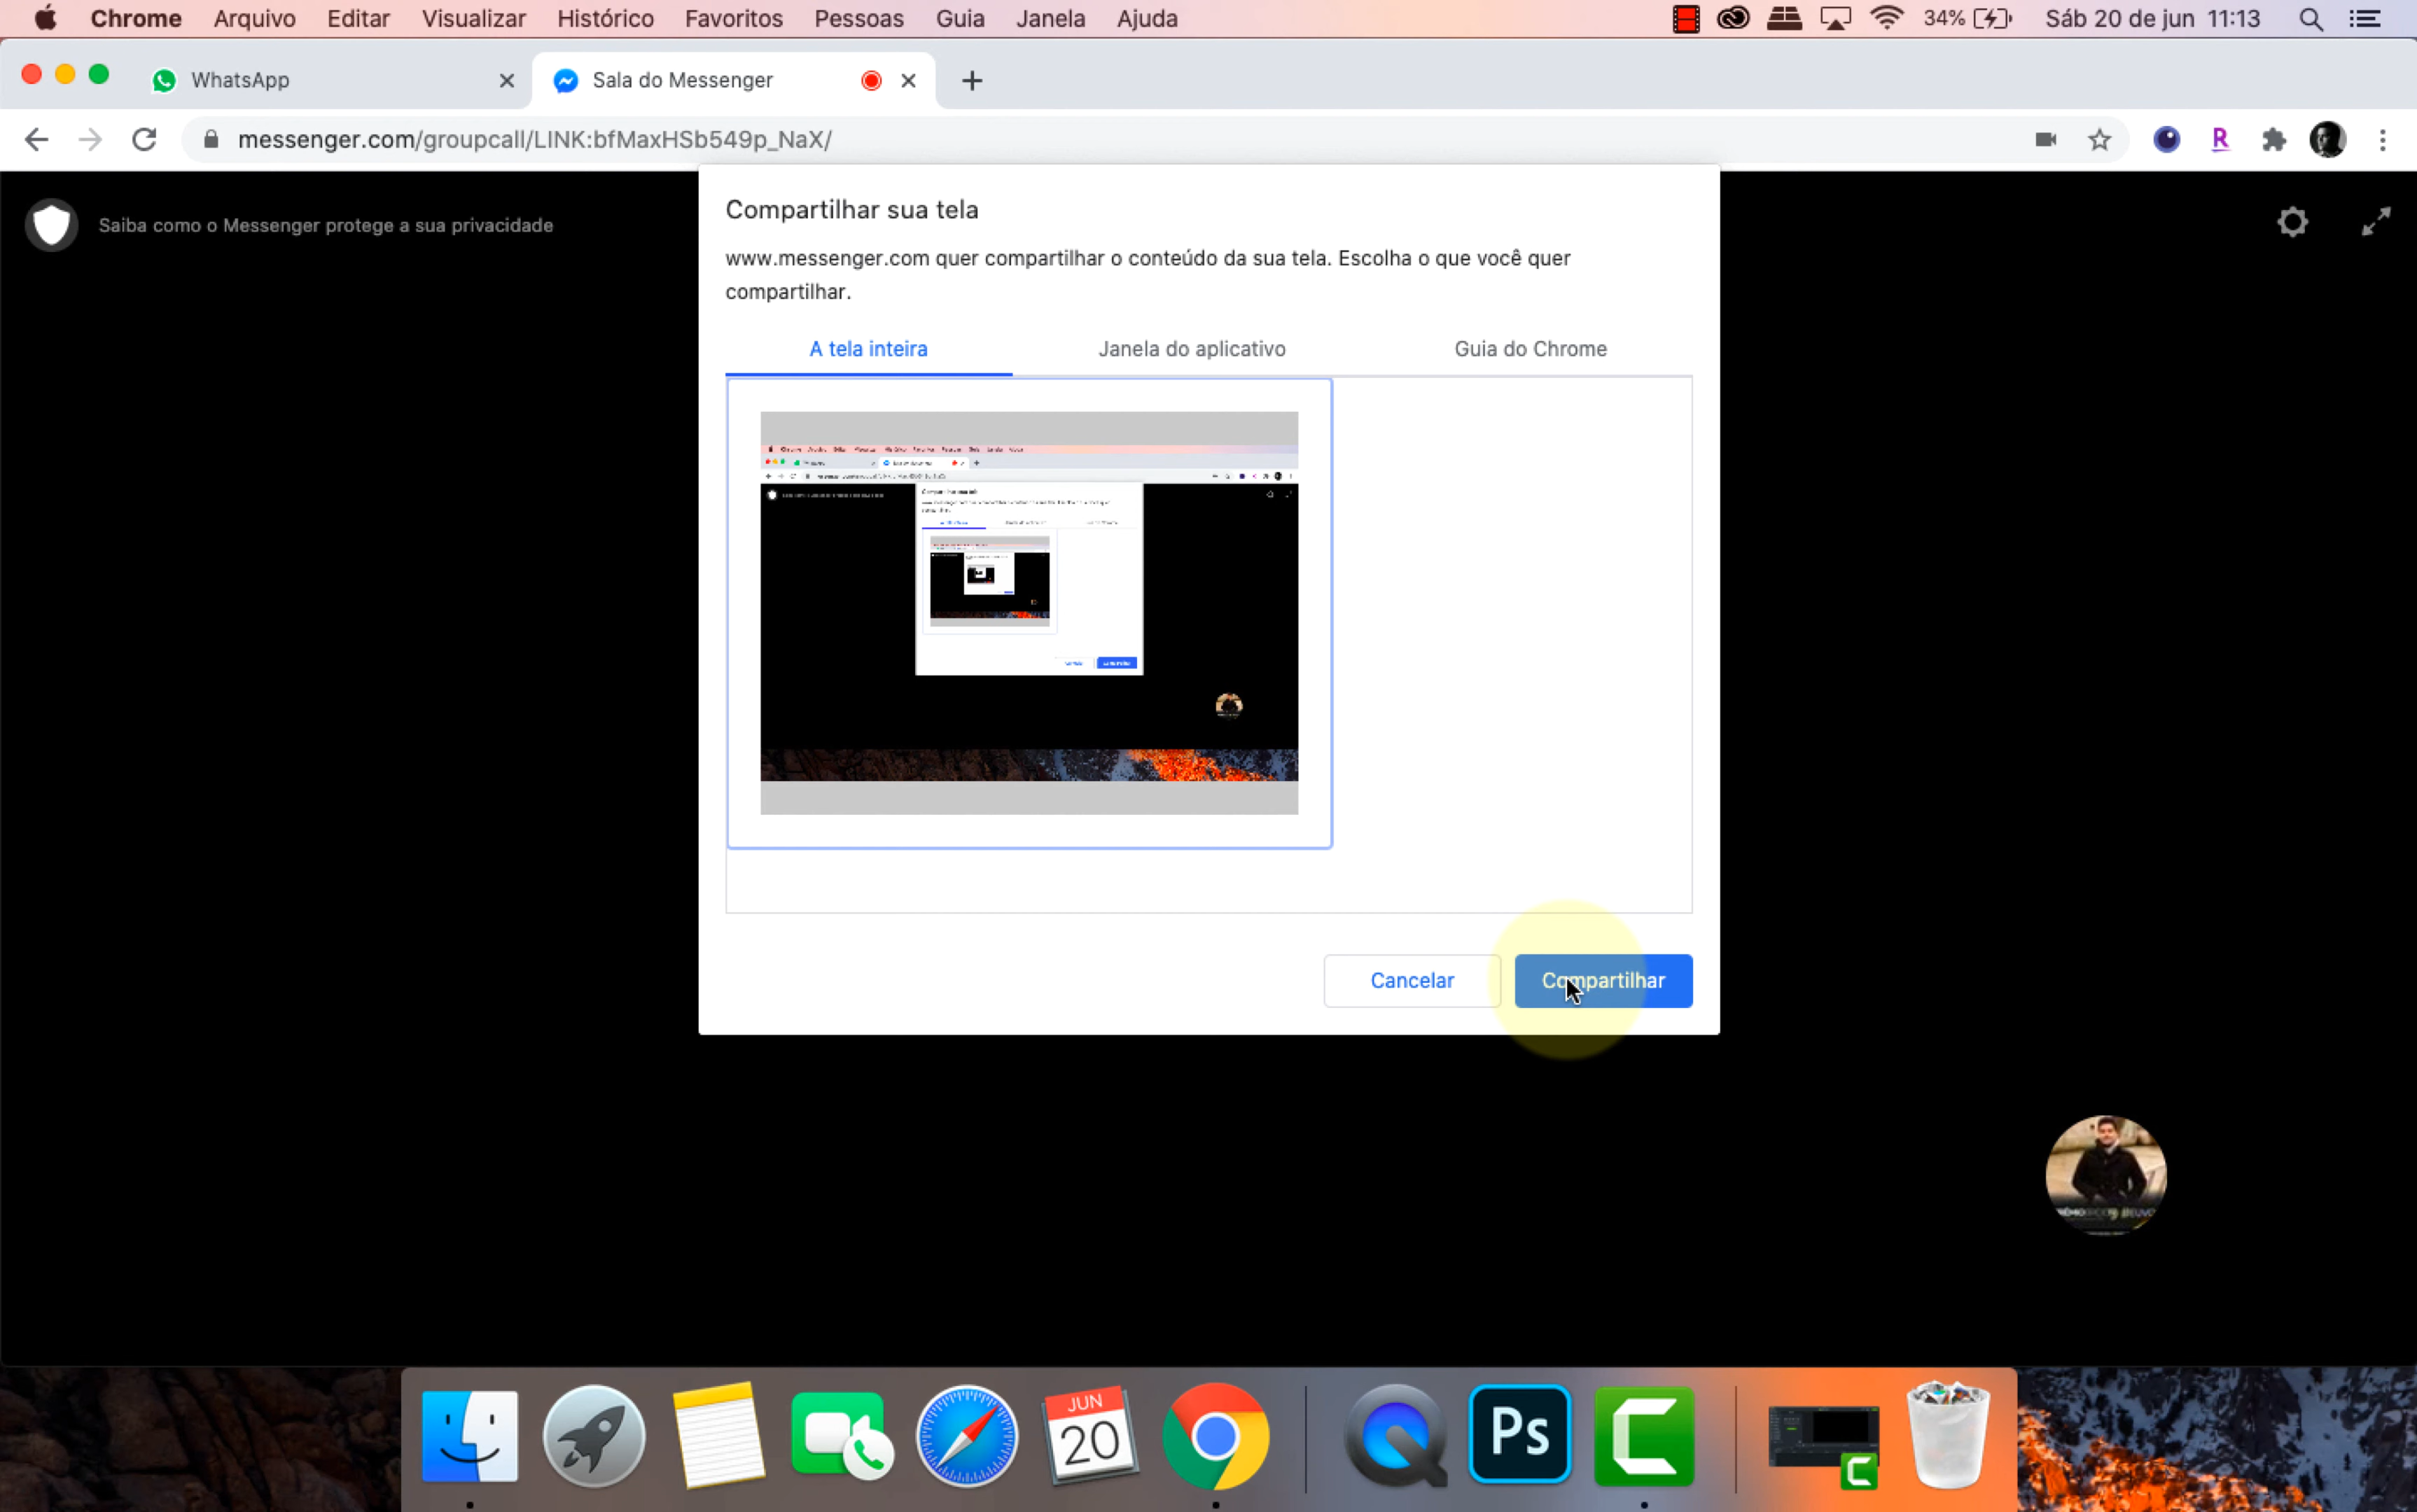 Chrome Arquivo Editar Visualizar Histórico Favoritos Pessoas Guia Janela Ajuda 34% Sáb 20 de jun 11:13
WhatsApp Sala do Messenger
messenger.com/groupcall/LINK:bfMaxHSb549p_NaX/
Saiba como o Messenger protege a sua privacidade
Compartilhar sua tela
www.messenger.com quer compartilhar o conteúdo da sua tela. Escolha o que você quer
compartilhar.
A tela inteira Janela do aplicativo Guia do Chrome
Cancelar Compartilhar
JUN
20
Ps